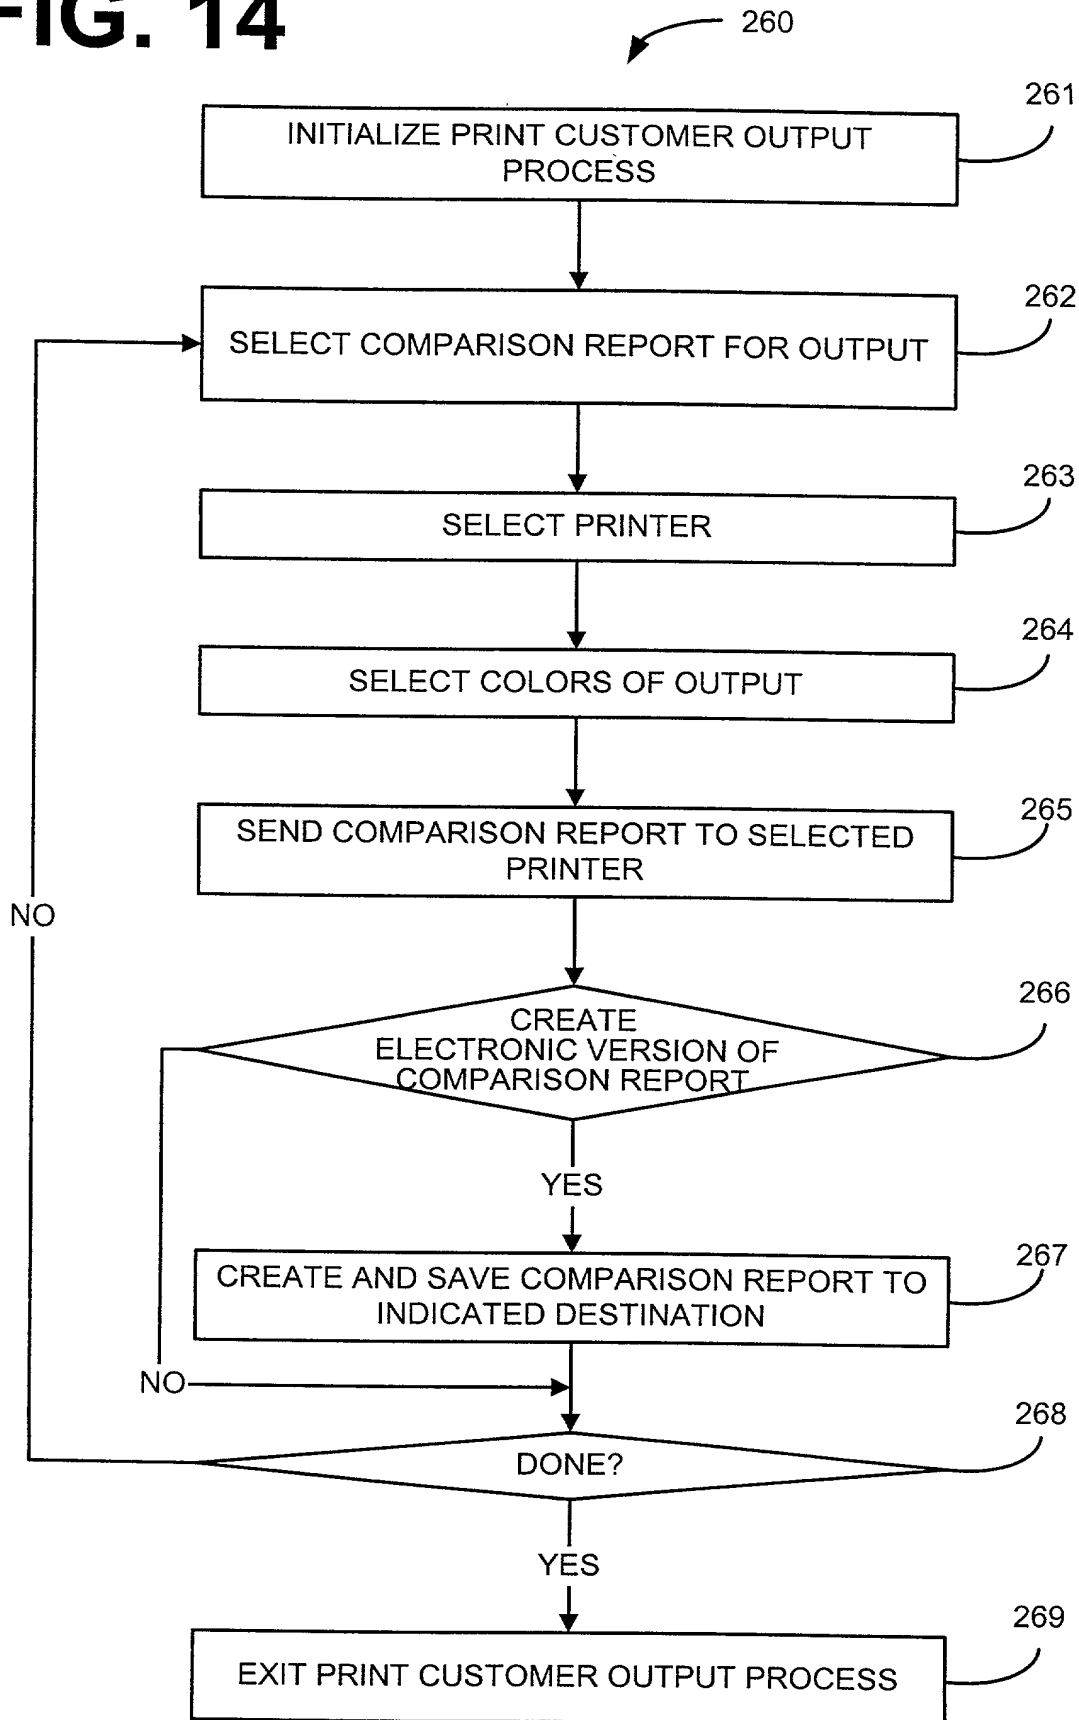 FIG. 14
260
261
INITIALIZE PRINT CUSTOMER OUTPUT
PROCESS
262
SELECT COMPARISON REPORT FOR OUTPUT
263
SELECT PRINTER
264
SELECT COLORS OF OUTPUT
265
SEND COMPARISON REPORT TO SELECTED
PRINTER
NO
266
CREATE
ELECTRONIC VERSION OF
COMPARISON REPORT
YES
267
CREATE AND SAVE COMPARISON REPORT TO
INDICATED DESTINATION
NO
268
DONE?
YES
269
EXIT PRINT CUSTOMER OUTPUT PROCESS